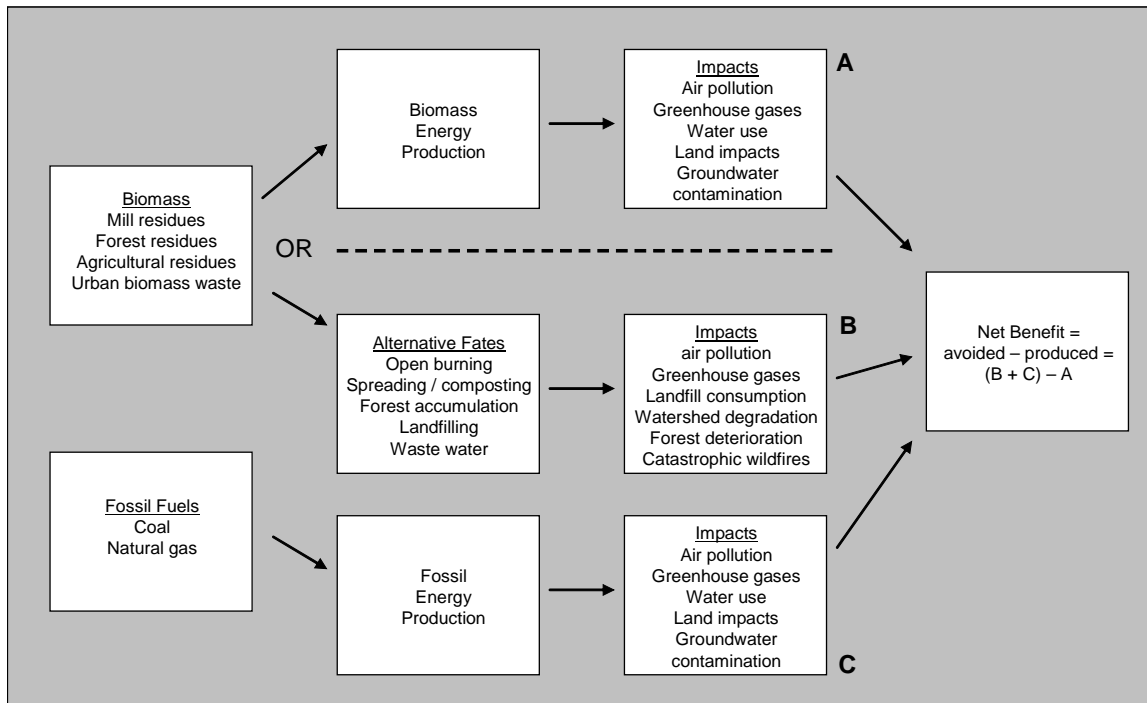 Biomass
Mill residues
Forest residues
Agricultural residues
Urban biomass waste
Biomass
Energy
Production
Impacts
Air pollution
Greenhouse gases
Water use
Land impacts
Groundwater
contamination
A
OR
Alternative Fates
Open burning
Spreading / composting
Forest accumulation
Landfilling
Waste water
Impacts
air pollution
Greenhouse gases
Landfill consumption
Watershed degradation
Forest deterioration
Catastrophic wildfires
B
Fossil Fuels
Coal
Natural gas
Fossil
Energy
Production
Impacts
Air pollution
Greenhouse gases
Water use
Land impacts
Groundwater
contamination
C
Net Benefit =
avoided – produced =
(B + C) – A